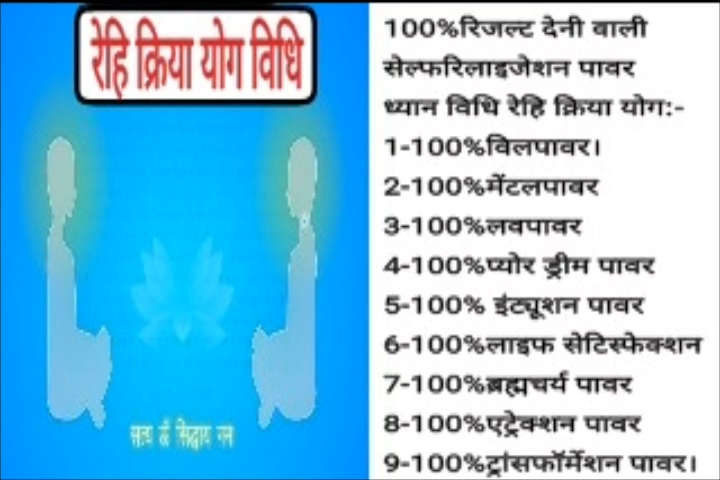 रेहि क्रिया योग विधि
100%रिजल्ट देनी वाली
सेल्फरिलाइजेशन पावर
ध्यान विधि रेहि क्रिया योग:-
1-100%विलपावर।
2-100%मेंटलपावर
3-100%लवपावर
4-100%प्योर ड्रीम पावर
5-100% इंट्यूशन पावर
6-100%लाइफ सेटिस्फेक्शन
7-100%ब्रह्मचर्य पावर
8-100%एट्रेक्शन पावर
9-100%ट्रांसफॉर्मेशन पावर।